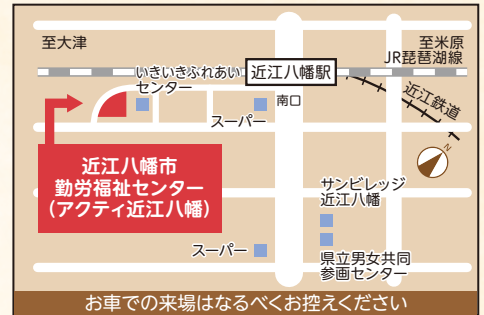 至大津
至米原
JR琵琶湖線
いきいきふれあい
センター
近江八幡駅
南口
近江鉄道
スーパー
N
近江八幡市
勤労福祉センター
（アクティ近江八幡）
サンビレッジ
近江八幡
スーパー
県立男女共同
参画センター
お車での来場はなるべくお控えください